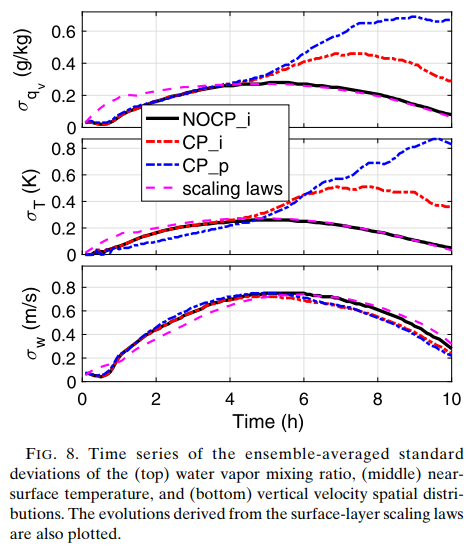 σqv (g/kg)
0.6
0.4
0.2
0
NOCP_i
CP_i
CP_p
scaling laws
σT (K)
0.8
0.6
0.4
0.2
0
σw (m/s)
0.8
0.6
0.4
0.2
0
0 2 4 6 8 10
Time (h)
FIG. 8. Time series of the ensemble-averaged standard
deviations of the (top) water vapor mixing ratio, (middle) near-
surface temperature, and (bottom) vertical velocity spatial distri-
butions. The evolutions derived from the surface-layer scaling laws
are also plotted.